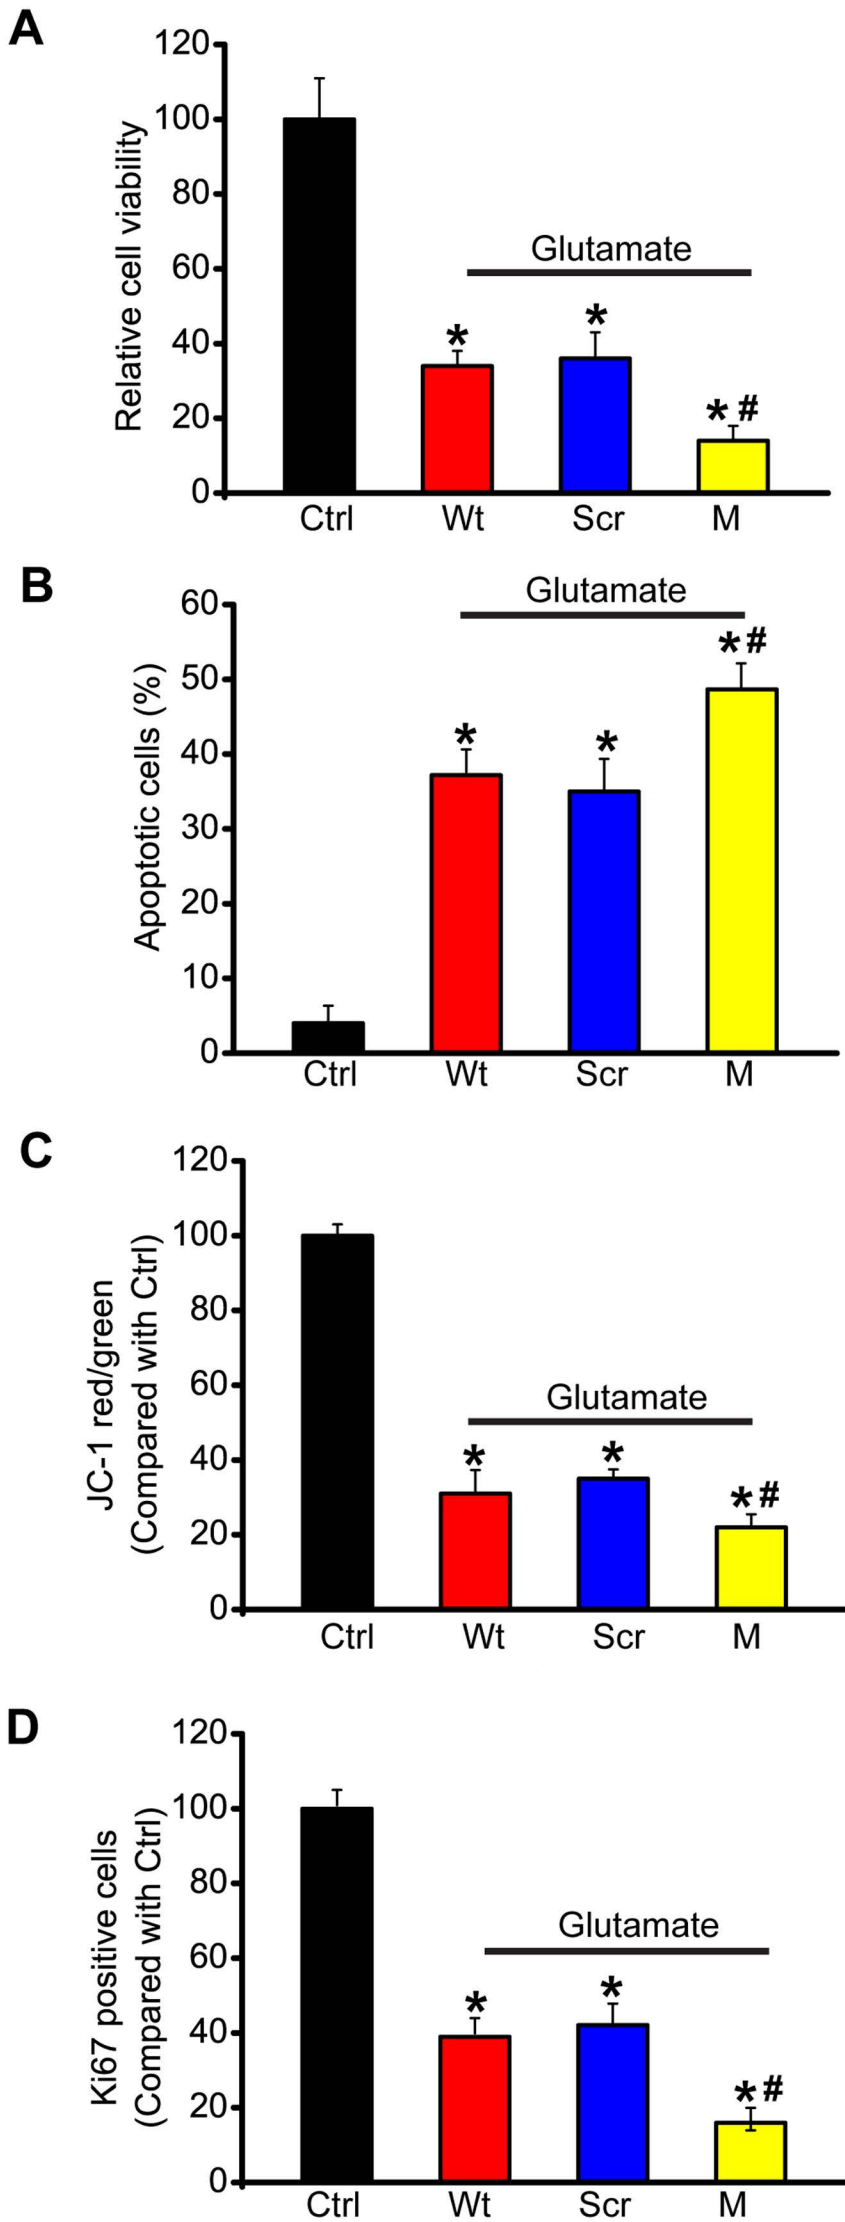 A
120
100
80
60
40
20
0
Relative cell viability
Glutamate
*
*
*#
Ctrl Wt Scr M
B
60
50
40
30
20
10
0
Apoptotic cells (%)
Glutamate
*
*
*#
Ctrl Wt Scr M
C
120
100
80
60
40
20
0
JC-1 red/green
(Compared with Ctrl)
Glutamate
*
*
*#
Ctrl Wt Scr M
D
120
100
80
60
40
20
0
Ki67 positive cells
(Compared with Ctrl)
Glutamate
*
*
*#
Ctrl Wt Scr M